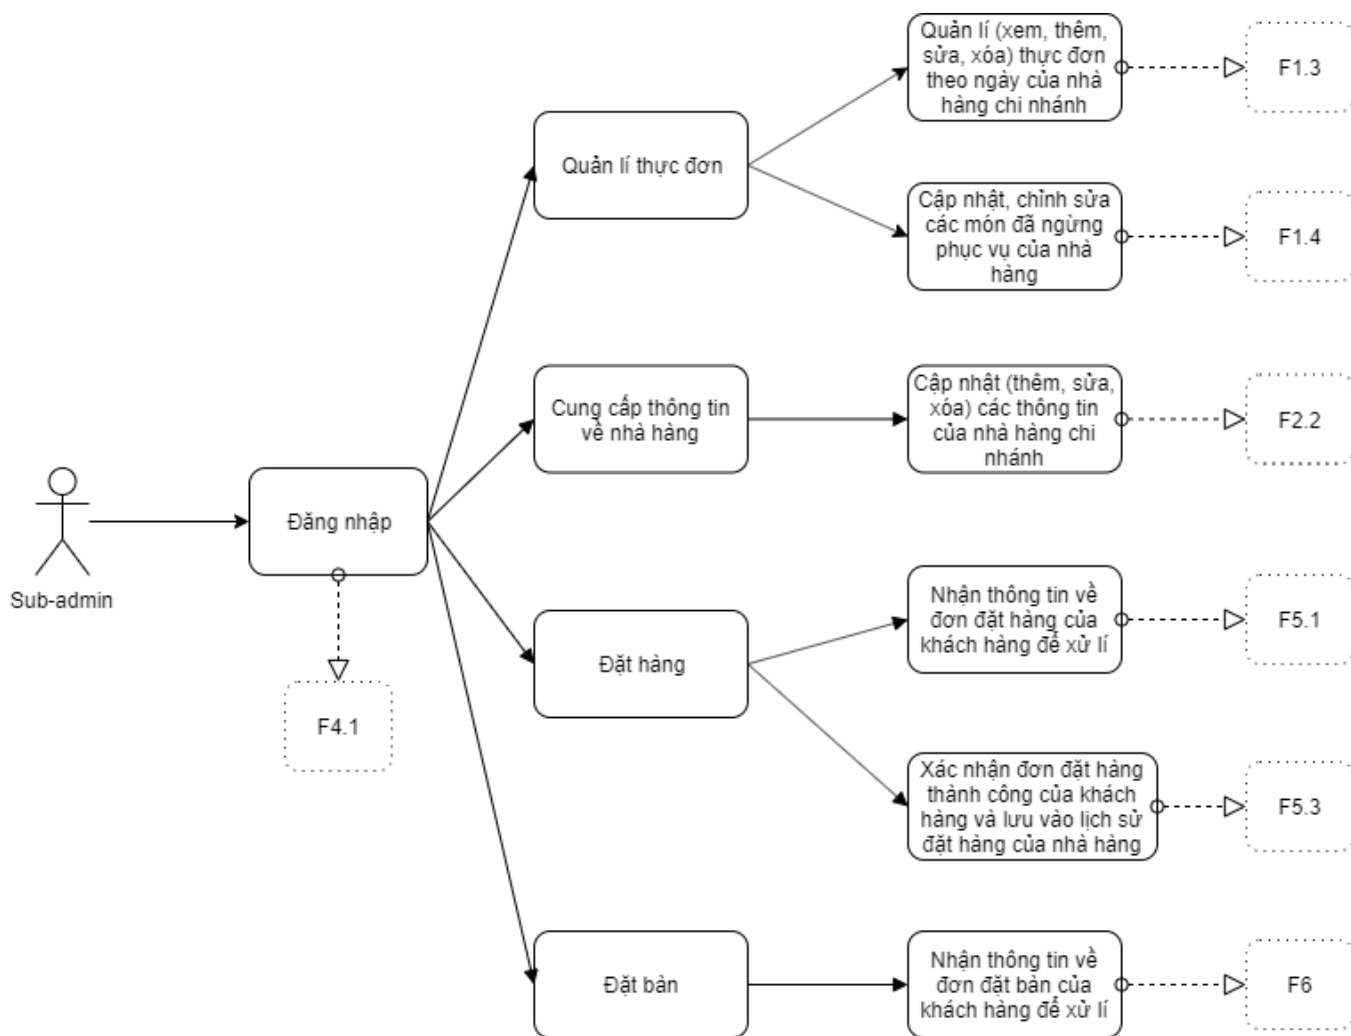 Quản lí (xem, thêm,
sửa, xóa) thực đơn
theo ngày của nhà
hàng chi nhánh
F1.3
Quản lí thực đơn
Cập nhật, chỉnh sửa
các món đã ngừng
phục vụ của nhà
hàng
F1.4
Cung cấp thông tin
về nhà hàng
Cập nhật (thêm, sửa,
xóa) các thông tin
của nhà hàng chi
nhánh
F2.2
Đăng nhập
Sub-admin
F4.1
Nhận thông tin về
đơn đặt hàng của
khách hàng để xử lí
F5.1
Đặt hàng
Xác nhận đơn đặt hàng
thành công của khách
hàng và lưu vào lịch sử
đặt hàng của nhà hàng
F5.3
Đặt bàn
Nhận thông tin về
đơn đặt bàn của
khách hàng để xử lí
F6